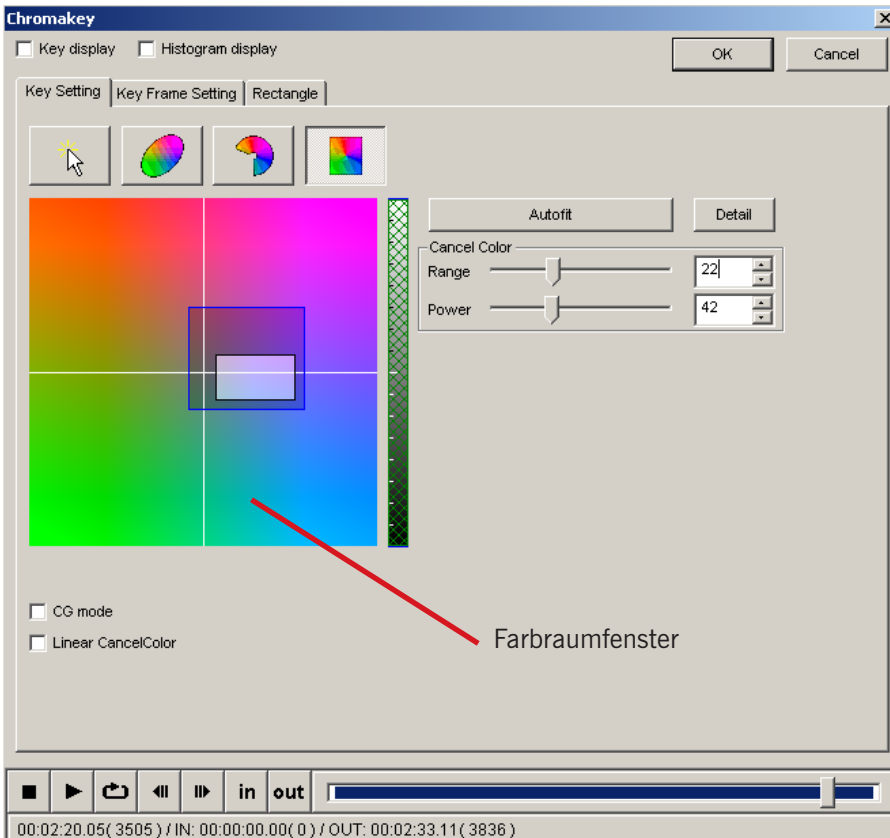 Chromakey
Key display Histogram display
OK Cancel
Key Setting Key Frame Setting Rectangle
Autofit Detail
Cancel Color
Range 22
Power 42
CG mode
Linear CancelColor
Farbraumfenster
in out
00:02:20.05( 3505 ) / IN: 00:00:00.00( 0 ) / OUT: 00:02:33.11( 3836 )